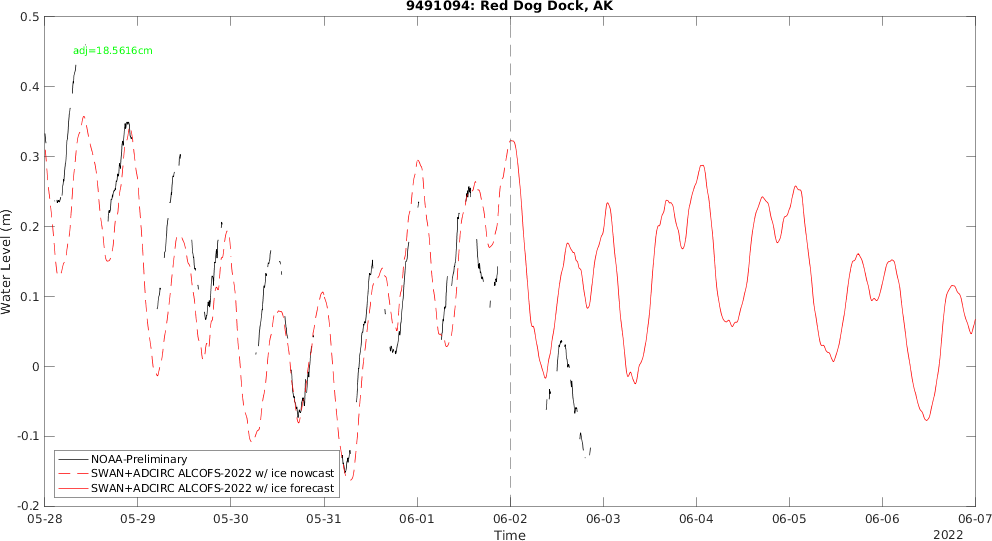 9491094: Red Dog Dock, AK
adj=18.5616cm
0.5
0.4
0.3
0.2
0.1
0
-0.1
-0.2
Water Level (m)
NOAA-Preliminary
SWAN+ADCIRC ALCOFS-2022 w/ ice nowcast
SWAN+ADCIRC ALCOFS-2022 w/ ice forecast
05-28 05-29 05-30 05-31 06-01 06-02 06-03 06-04 06-05 06-06 06-07
Time
2022